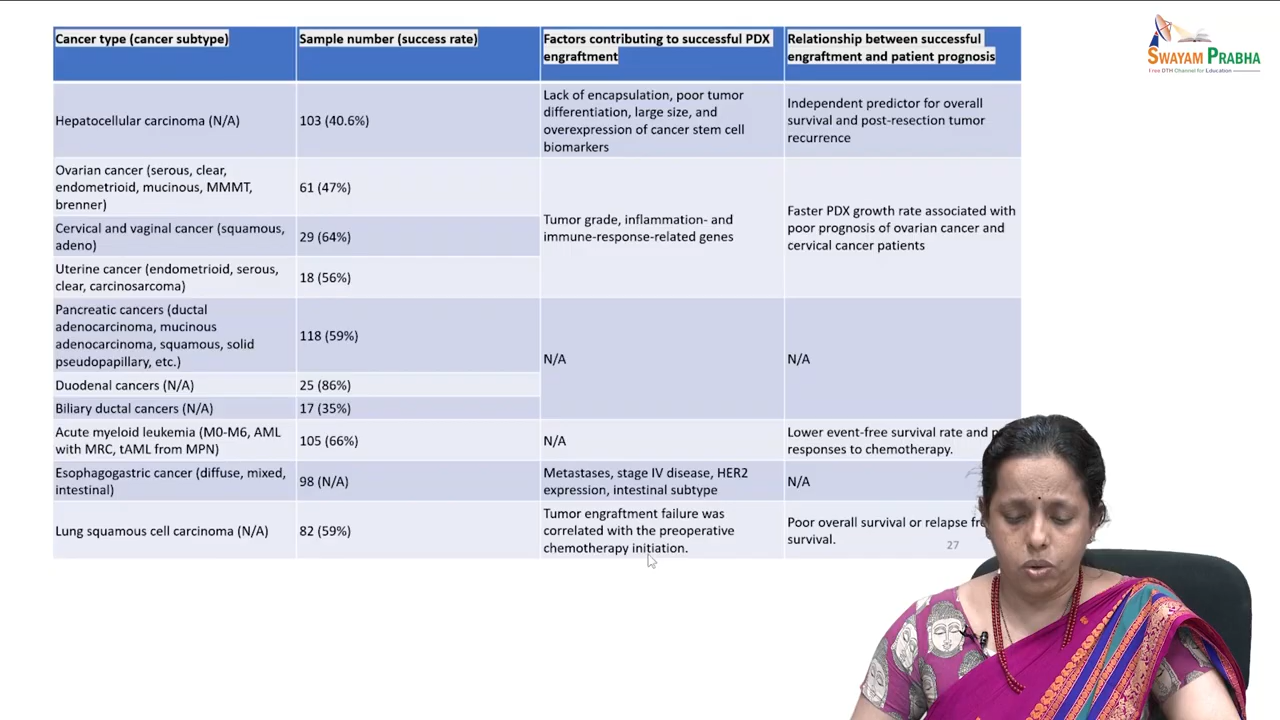 Cancer type (cancer subtype)
Sample number (success rate)
Factors contributing to successful PDX
engraftment
Relationship between successful
engraftment and patient prognosis
Hepatocellular carcinoma (N/A)
103 (40.6%)
Lack of encapsulation, poor tumor
differentiation, large size, and
overexpression of cancer stem cell
biomarkers
Independent predictor for overall
survival and post-resection tumor
recurrence
Ovarian cancer (serous, clear,
endometrioid, mucinous, MMMT,
brenner)
61 (47%)
Tumor grade, inflammation- and
immune-response-related genes
Faster PDX growth rate associated with
poor prognosis of ovarian cancer and
cervical cancer patients
Cervical and vaginal cancer (squamous,
adeno)
29 (64%)
Uterine cancer (endometrioid, serous,
clear, carcinosarcoma)
18 (56%)
Pancreatic cancers (ductal
adenocarcinoma, mucinous
adenocarcinoma, squamous, solid
pseudopapillary, etc.)
118 (59%)
N/A
N/A
Duodenal cancers (N/A)
25 (86%)
Biliary ductal cancers (N/A)
17 (35%)
Acute myeloid leukemia (M0-M6, AML
with MRC, tAML from MPN)
105 (66%)
N/A
Lower event-free survival rate and
responses to chemotherapy.
Esophagogastric cancer (diffuse, mixed,
intestinal)
98 (N/A)
Metastases, stage IV disease, HER2
expression, intestinal subtype
N/A
Lung squamous cell carcinoma (N/A)
82 (59%)
Tumor engraftment failure was
correlated with the preoperative
chemotherapy initiation.
Poor overall survival or relapse
survival.
27
SWAYAM PRABHA
Free DTH Channel for Education